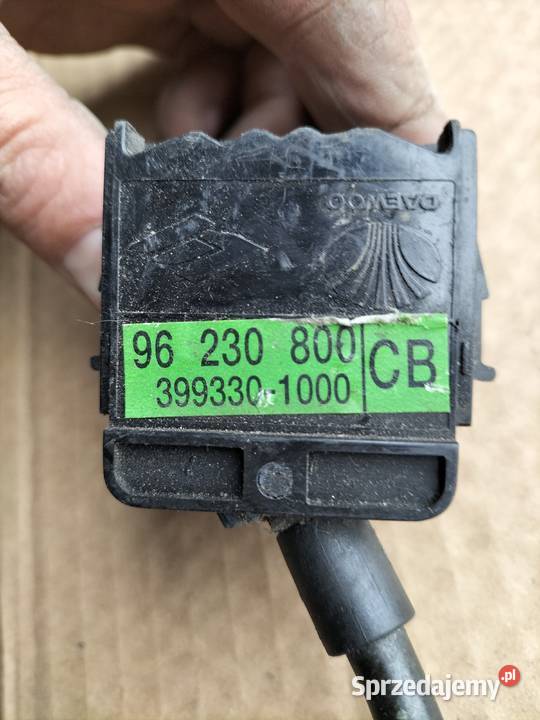 DAEWOO
96 230 800
399330-1000
CB
Sprzedajemy.pl